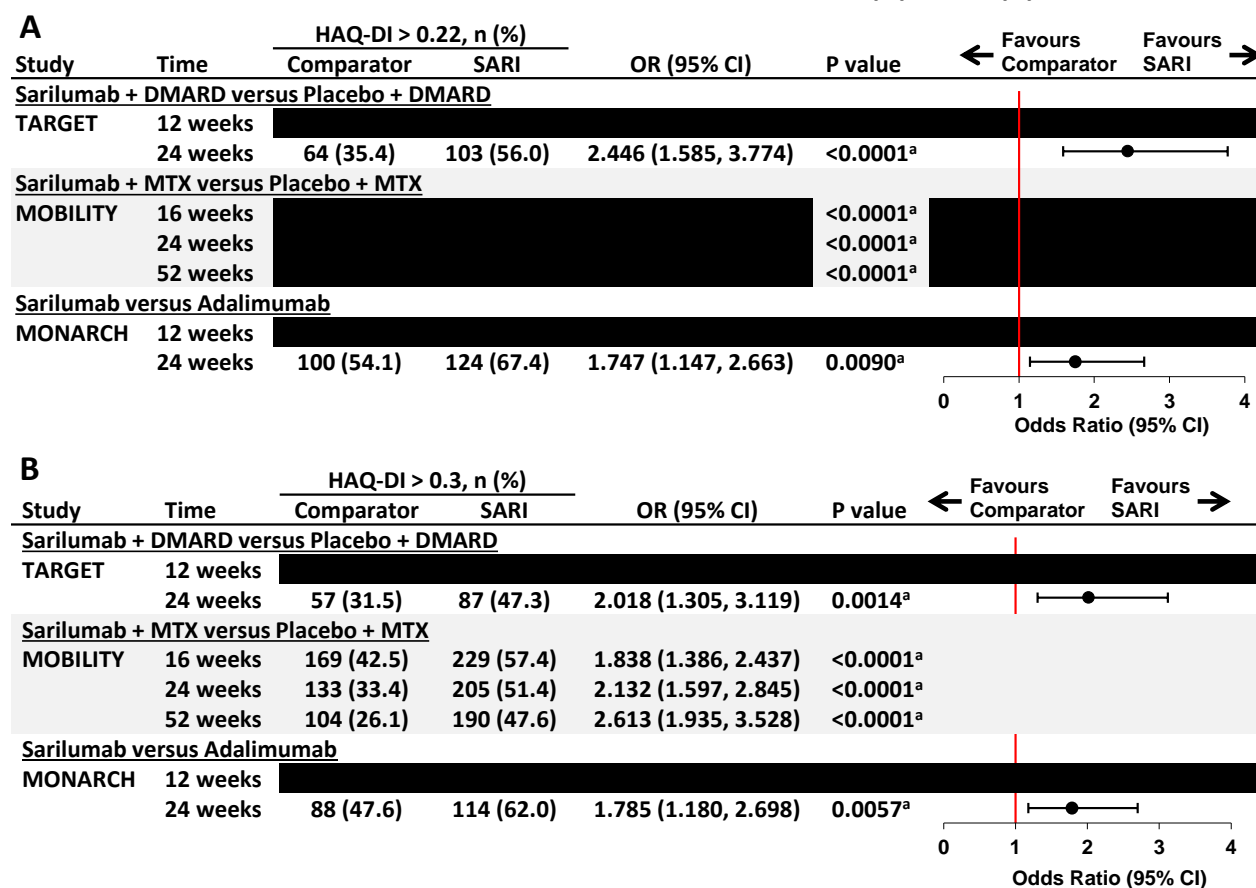 A
HAQ-DI > 0.22, n (%)
Favours Comparator Favours SARI
Study Time Comparator SARI OR (95% CI) P value
Sarilumab + DMARD versus Placebo + DMARD
TARGET 12 weeks
24 weeks 64 (35.4) 103 (56.0) 2.446 (1.585, 3.774) <0.0001ᵃ
Sarilumab + MTX versus Placebo + MTX
MOBILITY 16 weeks <0.0001ᵃ
24 weeks <0.0001ᵃ
52 weeks <0.0001ᵃ
Sarilumab versus Adalimumab
MONARCH 12 weeks
24 weeks 100 (54.1) 124 (67.4) 1.747 (1.147, 2.663) 0.0090ᵃ
0 1 2 3 4
Odds Ratio (95% CI)
B
HAQ-DI > 0.3, n (%)
Favours Comparator Favours SARI
Study Time Comparator SARI OR (95% CI) P value
Sarilumab + DMARD versus Placebo + DMARD
TARGET 12 weeks
24 weeks 57 (31.5) 87 (47.3) 2.018 (1.305, 3.119) 0.0014ᵃ
Sarilumab + MTX versus Placebo + MTX
MOBILITY 16 weeks 169 (42.5) 229 (57.4) 1.838 (1.386, 2.437) <0.0001ᵃ
24 weeks 133 (33.4) 205 (51.4) 2.132 (1.597, 2.845) <0.0001ᵃ
52 weeks 104 (26.1) 190 (47.6) 2.613 (1.935, 3.528) <0.0001ᵃ
Sarilumab versus Adalimumab
MONARCH 12 weeks
24 weeks 88 (47.6) 114 (62.0) 1.785 (1.180, 2.698) 0.0057ᵃ
0 1 2 3 4
Odds Ratio (95% CI)